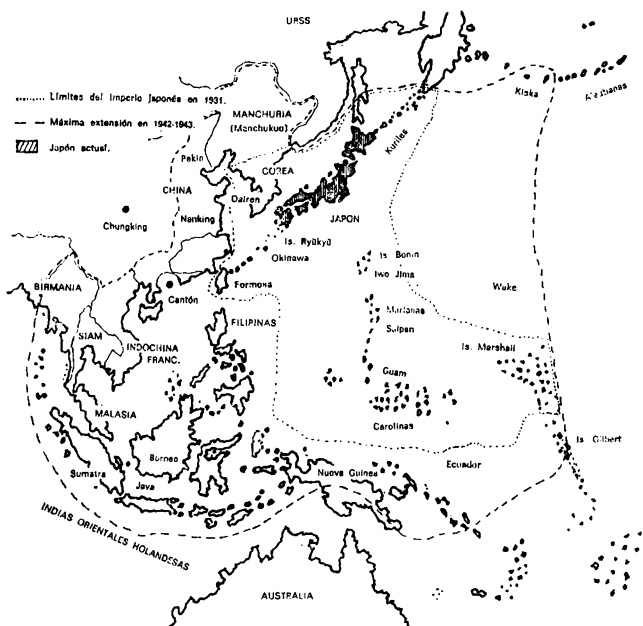 URSS
Límites del Imperio Japonés en 1931.
Máxima extensión en 1942-1943.
Japón actual.
MANCHURIA
(Manchukuo)
Kiska
Aleutianas
Kuriles
Pekín
COREA
CHINA
Dairen
Nanking
JAPON
Chungking
Is. Ryūkyū
Okinawa
Is. Bonin
Iwo Jima
BIRMANIA
Cantón
Formosa
Wake
Marianas
Saipan
SIAM
INDOCHINA
FRANC.
FILIPINAS
Is. Marshall
Guam
MALASIA
Carolinas
Is. Gilbert
Borneo
Sumatra
Java
Nueva Guinea
Ecuador
INDIAS ORIENTALES HOLANDESAS
AUSTRALIA